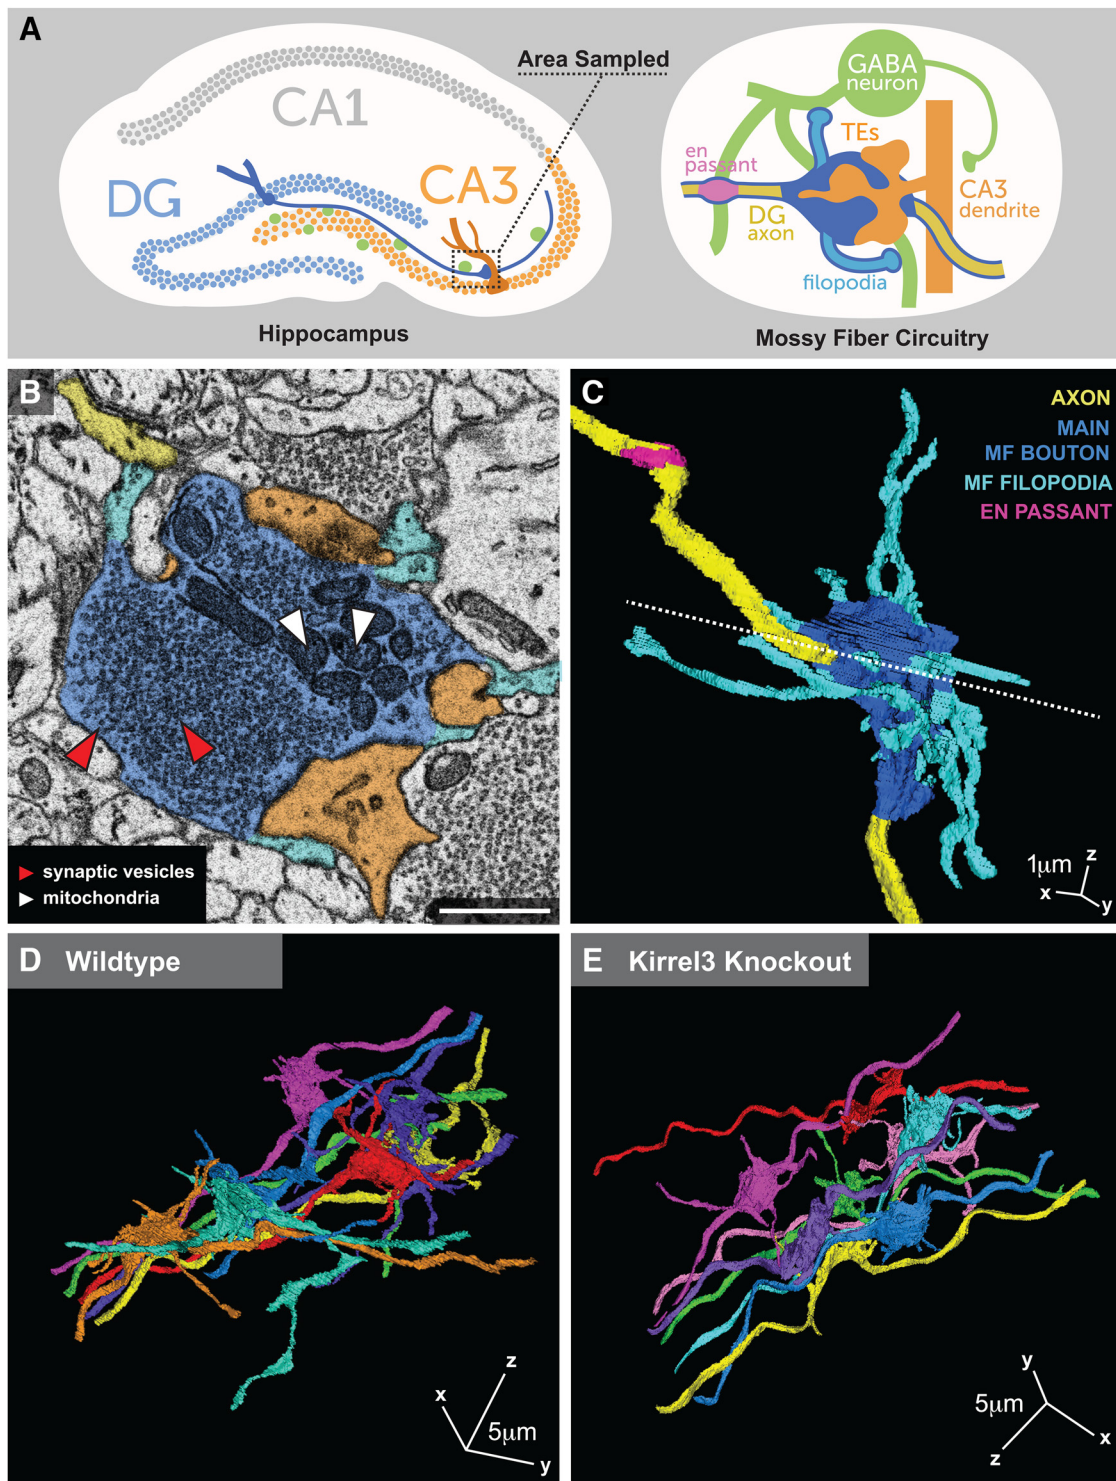 A
Area Sampled
CA1
DG
CA3
Hippocampus
GABA
neuron
TEs
en
passant
DG
axon
CA3
dendrite
filopodia
Mossy Fiber Circuitry
B
synaptic vesicles
mitochondria
C
AXON
MAIN
MF BOUTON
MF FILOPODIA
EN PASSANT
1μm
z
x
y
D Wildtype
z
x
5μm
y
E Kirrel3 Knockout
y
5μm
x
z